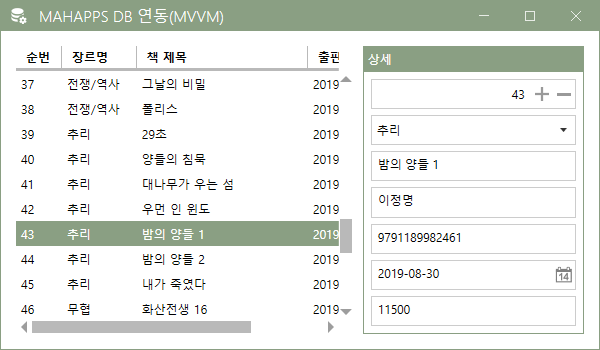 MAHAPPS DB 연동(MVVM)
순번 장르명 책 제목 출판
37 전쟁/역사 그날의 비밀 2019
38 전쟁/역사 폴리스 2019
39 추리 29초 2019
40 추리 양들의 침묵 2019
41 추리 대나무가 우는 섬 2019
42 추리 우먼 인 윈도 2019
43 추리 밤의 양들 1 2019
44 추리 밤의 양들 2 2019
45 추리 내가 죽였다 2019
46 무협 화산전생 16 2019
상세
43
추리
밤의 양들 1
이정명
9791189982461
2019-08-30
14
11500